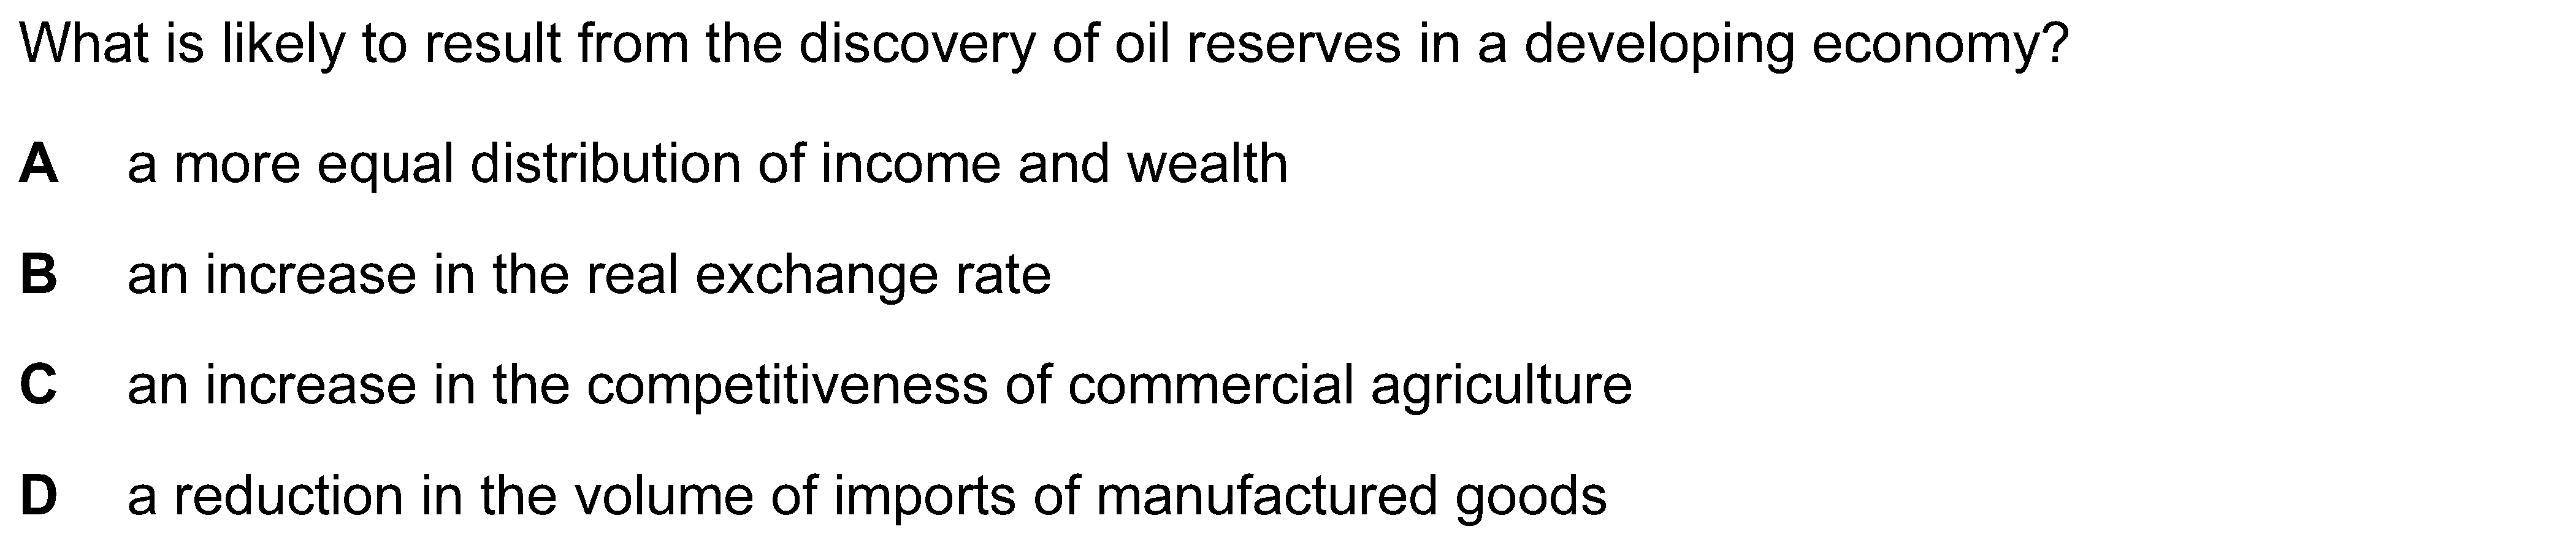 What is likely to result from the discovery of oil reserves in a developing economy?
A a more equal distribution of income and wealth
B an increase in the real exchange rate
C an increase in the competitiveness of commercial agriculture
D a reduction in the volume of imports of manufactured goods